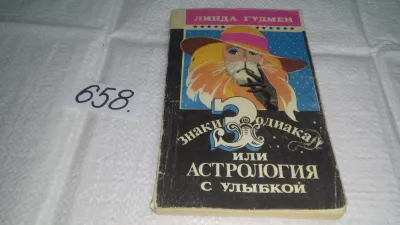 658.
ЛИНДА ГУДМЕН
знаки Зодиака
или
АСТРОЛОГИЯ
с улыбкой